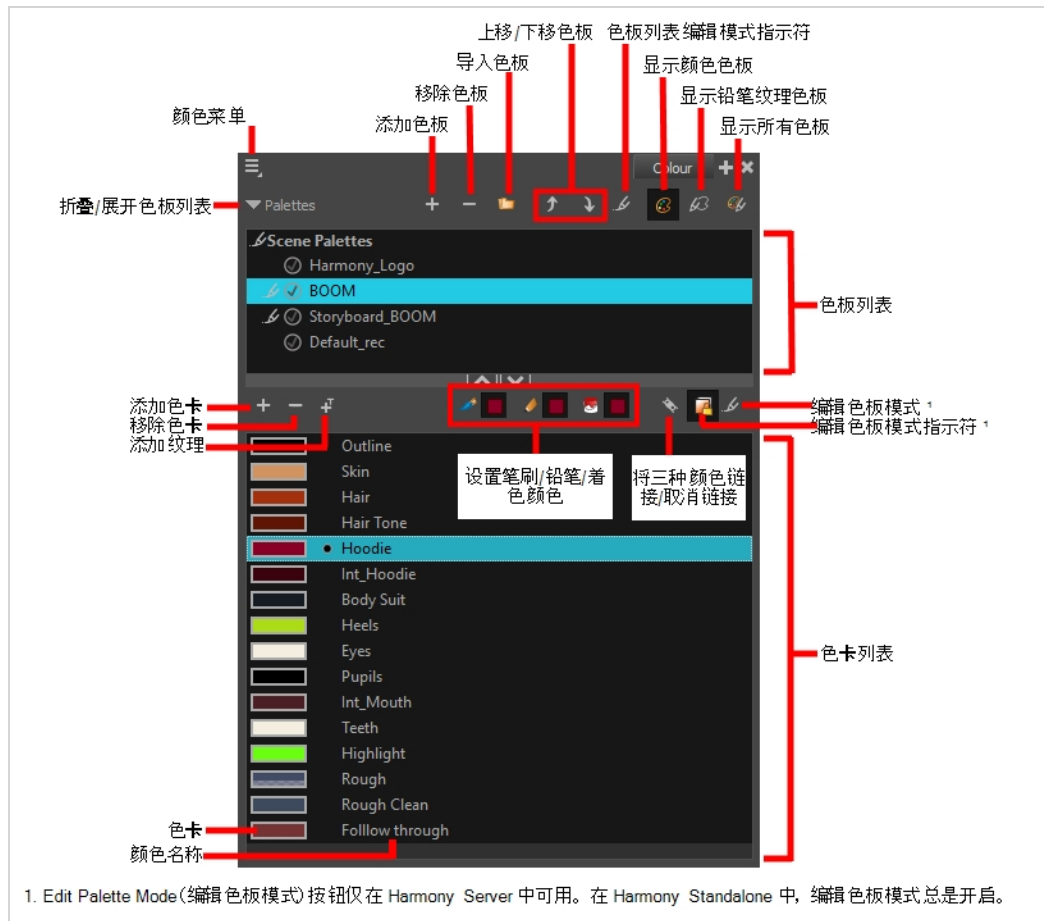 上移/下移色板 色板列表编辑模式指示符
导入色板 显示颜色色板
移除色板 显示铅笔纹理色板
颜色菜单 添加色板 显示所有色板
Colour
折叠/展开色板列表 Palettes
Scene Palettes
Harmony_Logo
BOOM
色板列表
Storyboard_BOOM
Default_rec
添加色卡 编辑色板模式 1
移除色卡 编辑色板模式指示符 1
添加纹理 Outline
Skin
设置笔刷/铅笔/着
色颜色
将三种颜色链
接/取消链接
Hair
Hair Tone
Hoodie
Int_Hoodie
Body Suit
Heels
Eyes
色卡列表
Pupils
Int_Mouth
Teeth
Highlight
Rough
Rough Clean
色卡 Folllow through
颜色名称
1. Edit Palette Mode(编辑色板模式)按钮仅在 Harmony Server 中可用。在 Harmony Standalone 中，编辑色板模式总是开启。